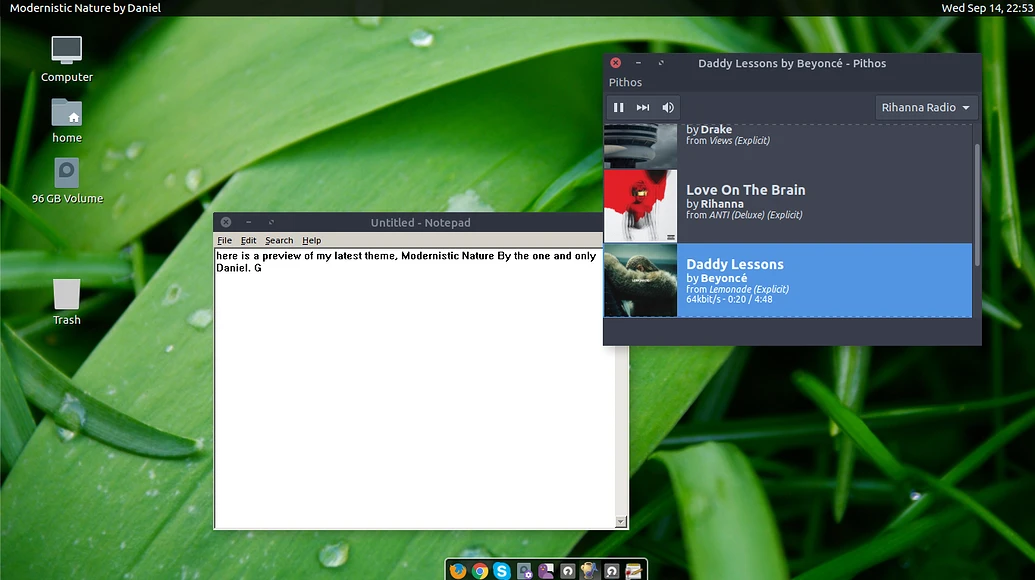 Modernistic Nature by Daniel
Wed Sep 14, 22:53
Computer
home
96 GB Volume
Trash
Untitled - Notepad
File Edit Search Help
here is a preview of my latest theme, Modernistic Nature By the one and only
Daniel. G
Daddy Lessons by Beyoncé - Pithos
Pithos
Rihanna Radio
by Drake
from Views (Explicit)
Love On The Brain
by Rihanna
from ANTI (Deluxe) (Explicit)
Daddy Lessons
by Beyoncé
from Lemonade (Explicit)
64kbit/s - 0:20 / 4:48